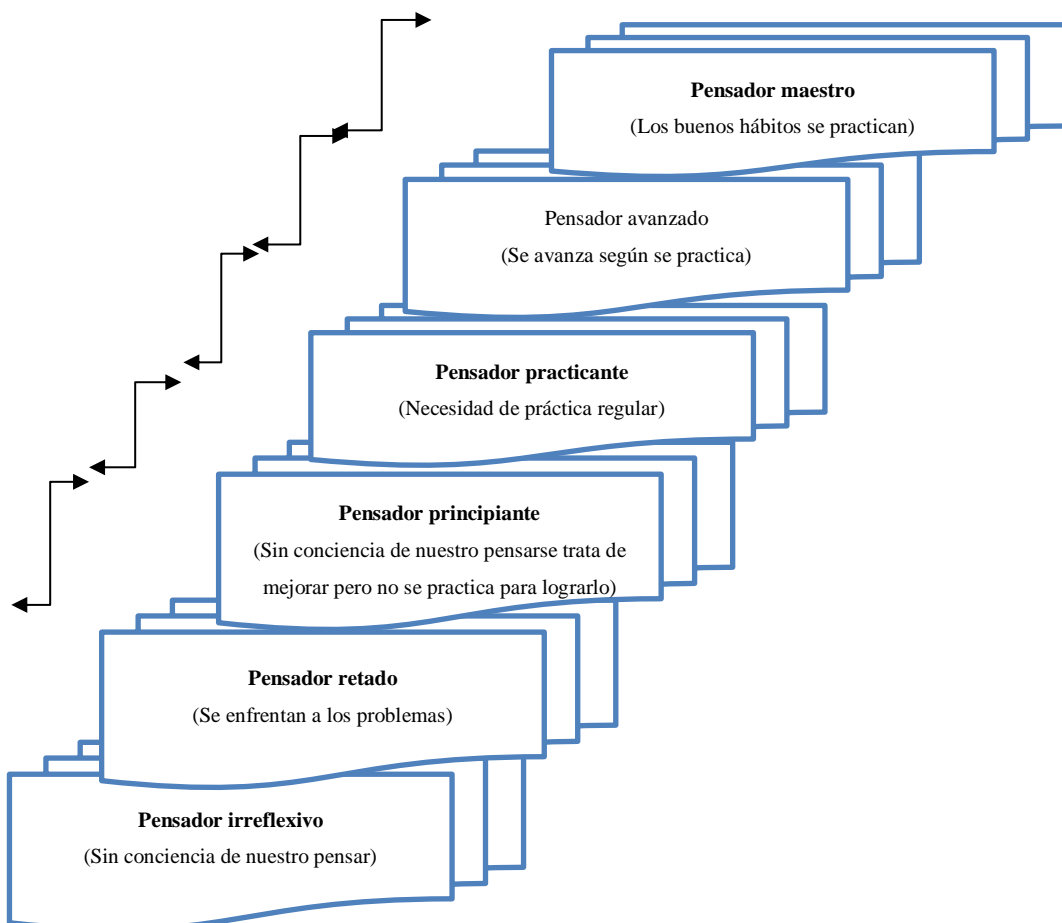 Pensador maestro
(Los buenos hábitos se practican)
Pensador avanzado
(Se avanza según se practica)
Pensador practicante
(Necesidad de práctica regular)
Pensador principiante
(Sin conciencia de nuestro pensarse trata de
mejorar pero no se practica para lograrlo)
Pensador retado
(Se enfrentan a los problemas)
Pensador irreflexivo
(Sin conciencia de nuestro pensar)